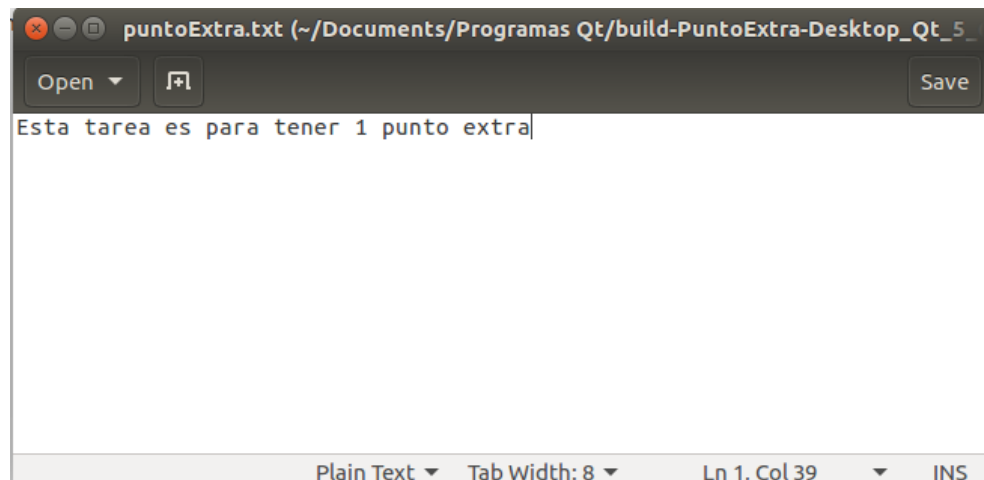 puntoExtra.txt (~/Documents/Programas Qt/build-PuntoExtra-Desktop_Qt_5_
Open Save
Esta tarea es para tener 1 punto extra
Plain Text Tab Width: 8 Ln 1, Col 39 INS